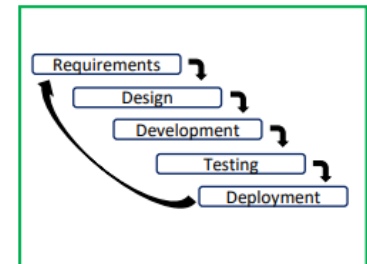 Requirements
Design
Development
Testing
Deployment